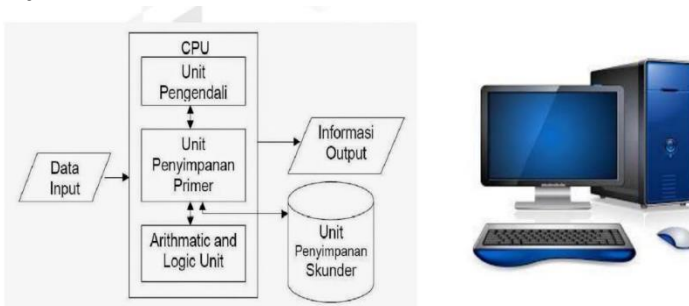 CPU
Unit
Pengendali
Unit
Penyimpanan
Primer
Arithmatic and
Logic Unit
Data
Input
Informasi
Output
Unit
Penyimpanan
Skunder